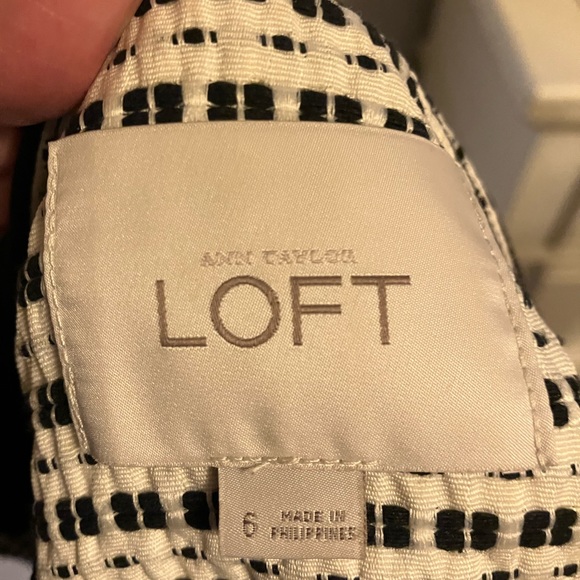 ANN TAYLOR
LOFT
6
MADE IN
PHILIPPINES